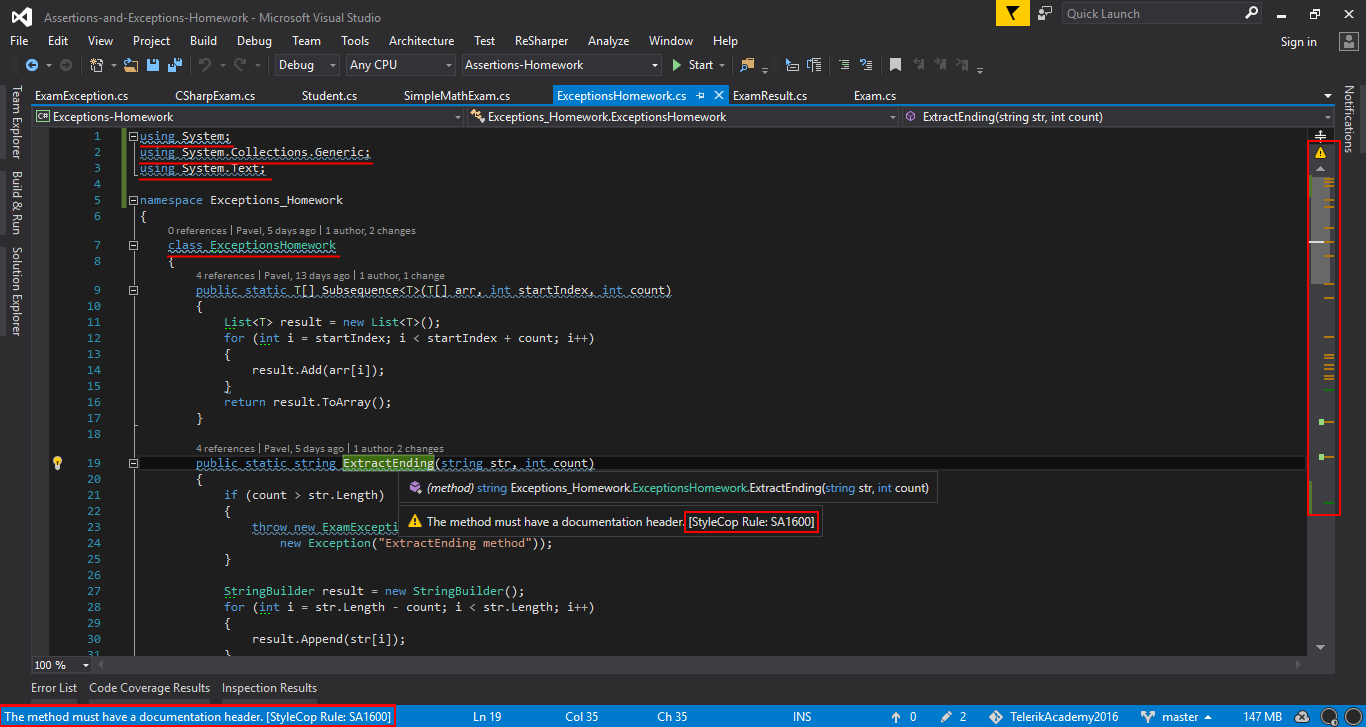 Assertions-and-Exceptions-Homework - Microsoft Visual Studio
Quick Launch
File Edit View Project Build Debug Team Tools Architecture Test ReSharper Analyze Window Help
Sign in
Debug Any CPU Assertions-Homework Start
Team Explorer
Build & Run
Solution Explorer
Notifications
ExamException.cs CSharpExam.cs Student.cs SimpleMathExam.cs ExceptionsHomework.cs ExamResult.cs Exam.cs
C# Exceptions-Homework Exceptions_Homework.ExceptionsHomework ExtractEnding(string str, int count)
1 using System;
2 using System.Collections.Generic;
3 using System.Text;
4
5 namespace Exceptions_Homework
6 {
0 references | Pavel, 5 days ago | 1 author, 2 changes
7 class ExceptionsHomework
8 {
4 references | Pavel, 13 days ago | 1 author, 1 change
9 public static T[] Subsequence<T>(T[] arr, int startIndex, int count)
10 {
11 List<T> result = new List<T>();
12 for (int i = startIndex; i < startIndex + count; i++)
13 {
14 result.Add(arr[i]);
15 }
16 return result.ToArray();
17 }
18
4 references | Pavel, 5 days ago | 1 author, 2 changes
19 public static string ExtractEnding(string str, int count)
20 {
(method) string Exceptions_Homework.ExceptionsHomework.ExtractEnding(string str, int count)
21 if (count > str.Length)
22 {
The method must have a documentation header. [StyleCop Rule: SA1600]
23 throw new ExamExcepti
24 new Exception("ExtractEnding method"));
25 }
26
27 StringBuilder result = new StringBuilder();
28 for (int i = str.Length - count; i < str.Length; i++)
29 {
30 result.Append(str[i]);
31 }
100 %
Error List Code Coverage Results Inspection Results
The method must have a documentation header. [StyleCop Rule: SA1600] Ln 19 Col 35 Ch 35 INS 0 2 TelerikAcademy2016 master 147 MB